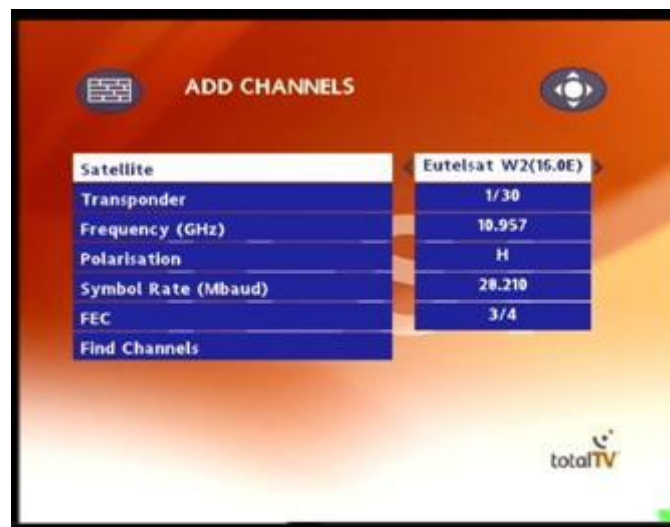 ADD CHANNELS
Satellite Eutelsat W2(16.0E)
Transponder 1/30
Frequency (GHz) 10.957
Polarisation H
Symbol Rate (Mbaud) 28.210
FEC 3/4
Find Channels
totalTV